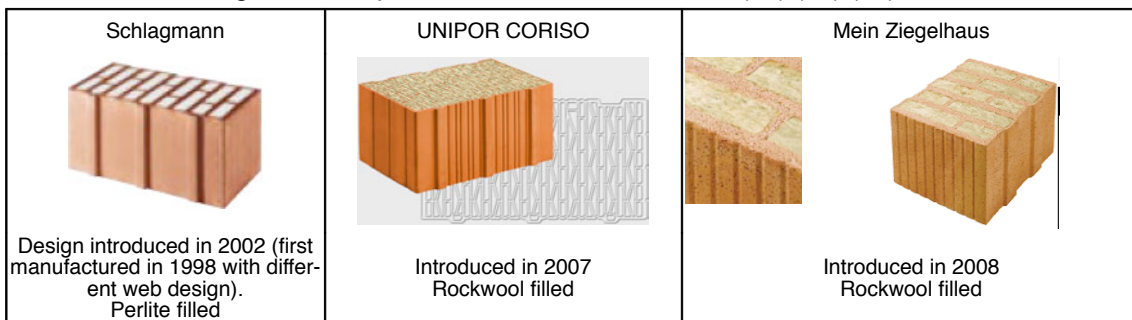 Schlagmann
UNIPOR CORISO
Mein Ziegelhaus
Design introduced in 2002 (first
manufactured in 1998 with differ-
ent web design).
Perlite filled
Introduced in 2007
Rockwool filled
Introduced in 2008
Rockwool filled